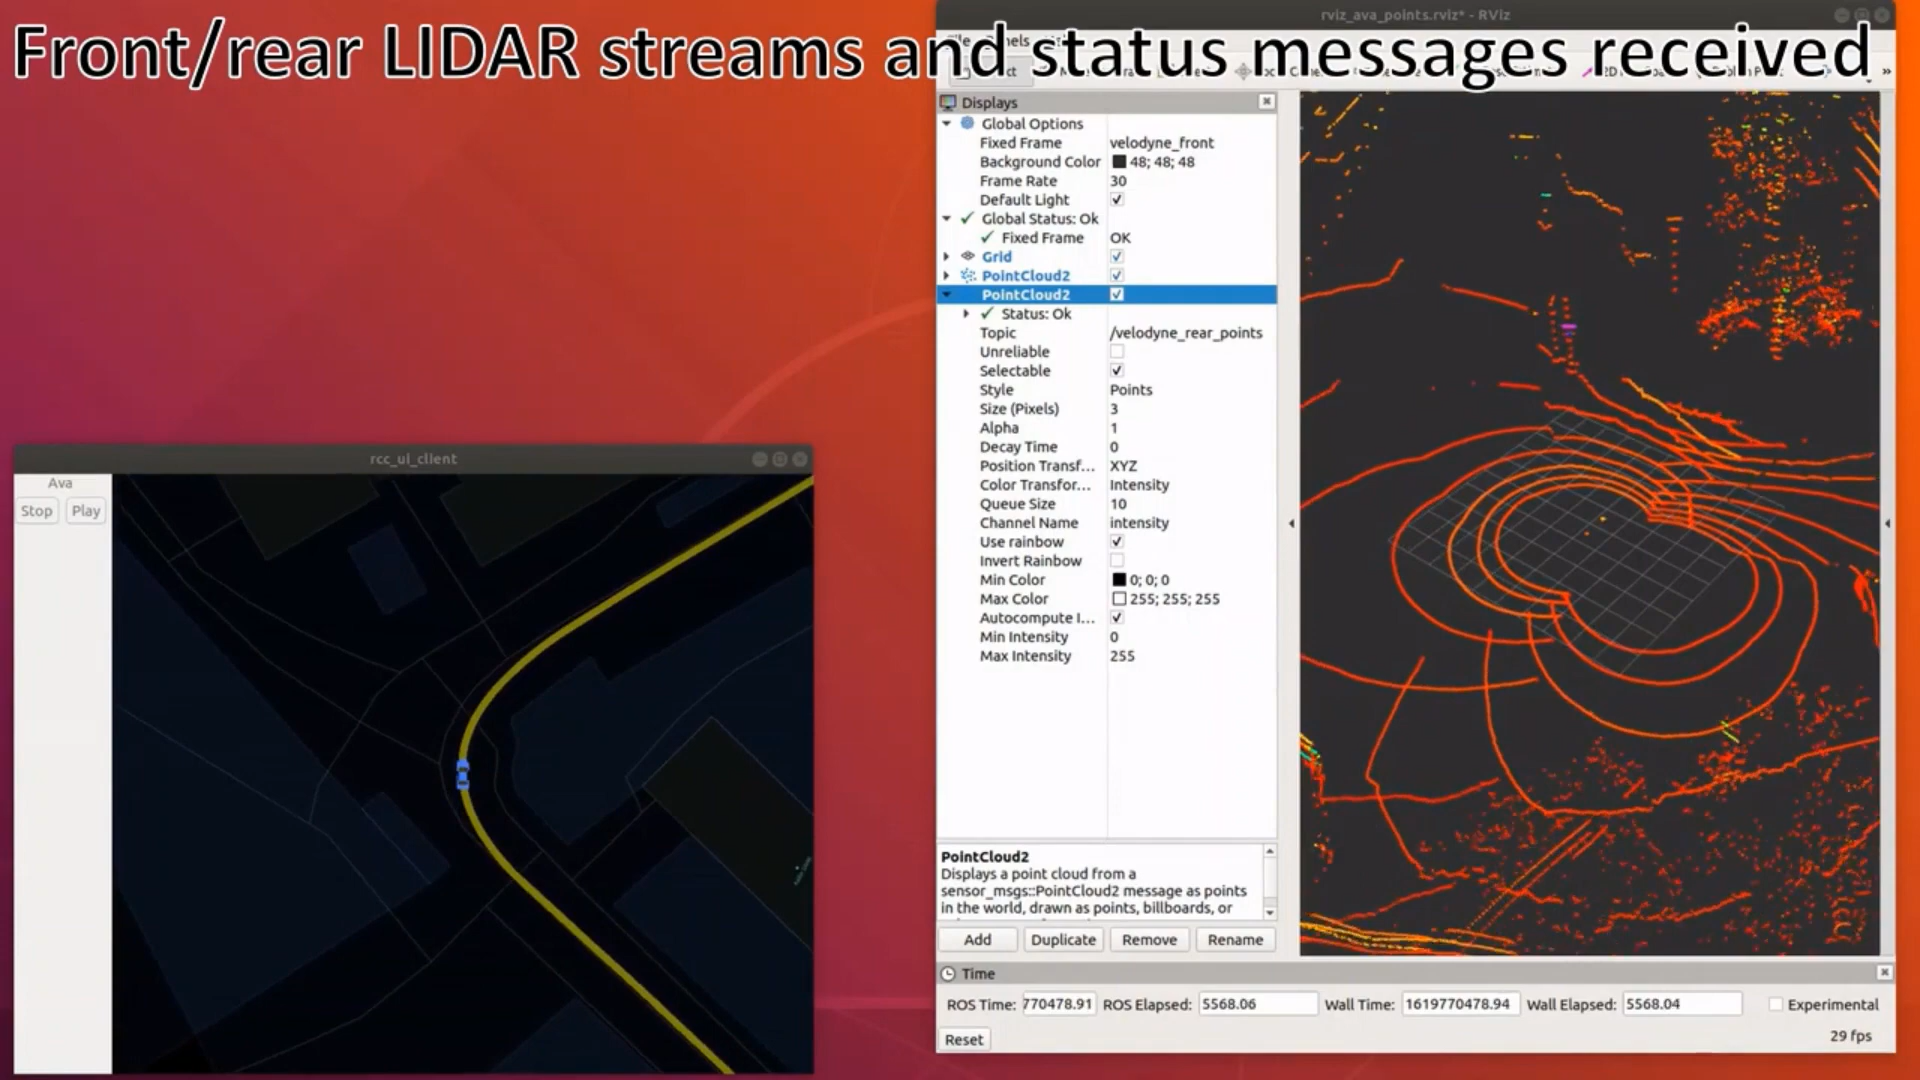 Front/rear LIDAR streams and status messages received
rviz_ava_points.rviz* - RViz
Displays
Global Options
Fixed Frame velodyne_front
Background Color 48; 48; 48
Frame Rate 30
Default Light
Global Status: Ok
Fixed Frame OK
Grid
PointCloud2
PointCloud2
Status: Ok
Topic /velodyne_rear_points
Unreliable
Selectable
Style Points
Size (Pixels) 3
Alpha 1
Decay Time 0
Position Transf... XYZ
Color Transfor... Intensity
Queue Size 10
Channel Name intensity
Use rainbow
Invert Rainbow
Min Color 0; 0; 0
Max Color 255; 255; 255
Autocompute I...
Min Intensity 0
Max Intensity 255
PointCloud2
Displays a point cloud from a
sensor_msgs::PointCloud2 message as points
in the world, drawn as points, billboards, or
Add Duplicate Remove Rename
Time
ROS Time: 770478.91 ROS Elapsed: 5568.06 Wall Time: 1619770478.94 Wall Elapsed: 5568.04 Experimental
Reset 29 fps
rcc_ui_client
Ava
Stop Play